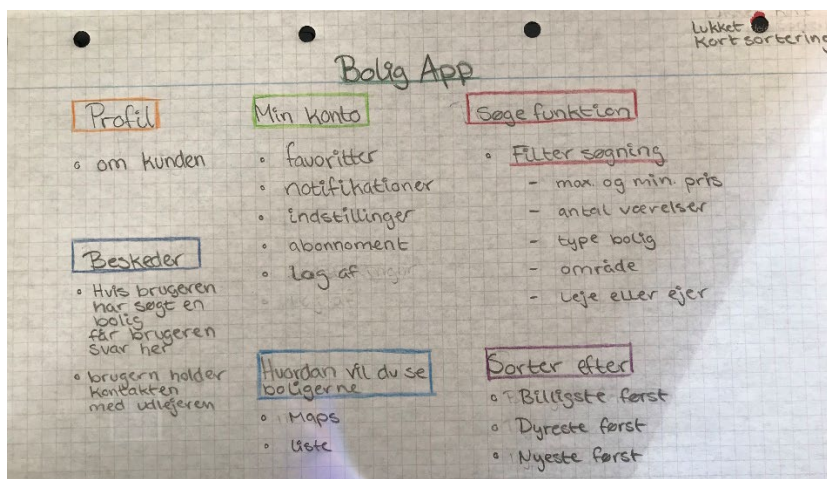 Lukket
Kort sortering
Bolig App
Profil
o om kunden
Min konto
o favoritter
o notifikationer
o indstillinger
o abonnoment
o log af
Søge funktion
o Filter søgning
- max og min. pris
- antal værelser
- type bolig
- område
- Leje eller ejer
Beskeder
o Hvis brugeren
har søgt en
bolig
får brugeren
svar her
o brugern holder
kontakten
med udlejeren
Hvordan vil du se
boligerne
o Maps
o Liste
Sorter efter
o Billigste først
o Dyreste først
o Nyeste først